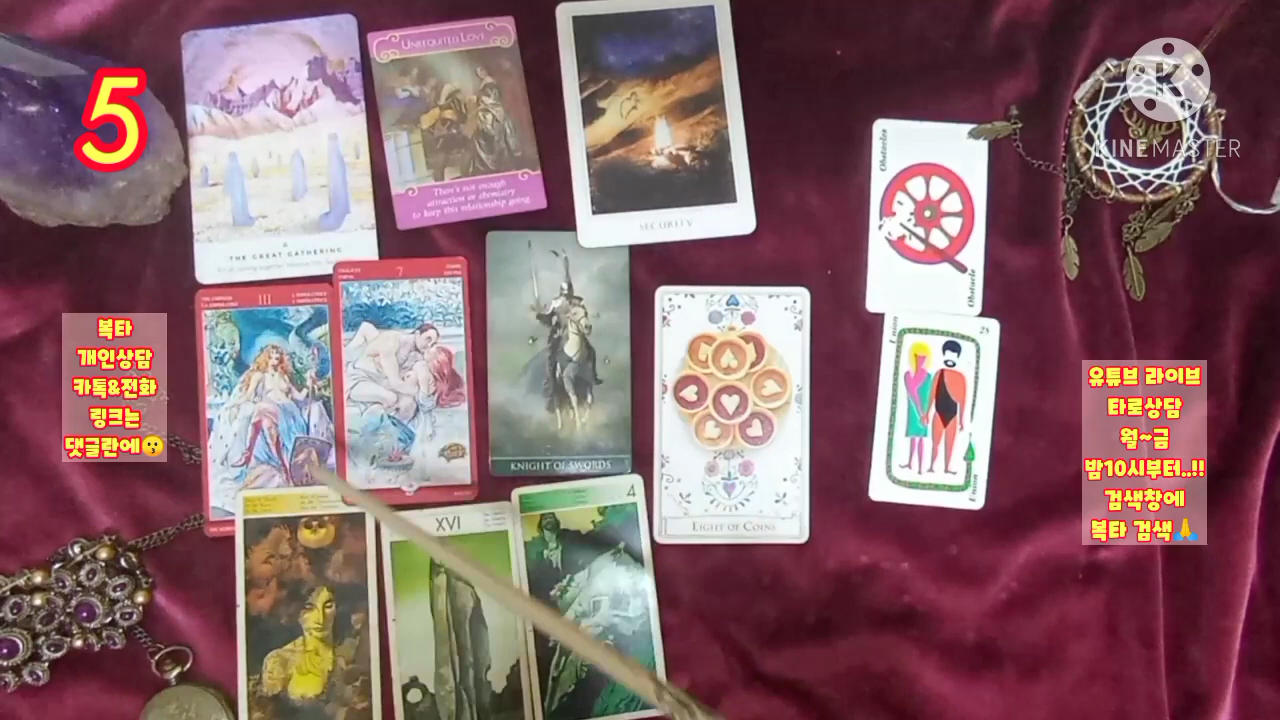 5
KINEMASTER
복타
개인상담
카톡&전화
링크는
댓글란에😗
유튜브 라이브
타로상담
월~금
밤10시부터..!!
검색창에
복타 검색🙏
THE GREAT GATHERING
UNREQUITED LOVE
There's not enough
attraction or chemistry
to keep this relationship going.
SECURITY
Obstacles
Obstacle
III
7
KNIGHT OF SWORDS
EIGHT OF COINS
Union
25
Union
XVI
4